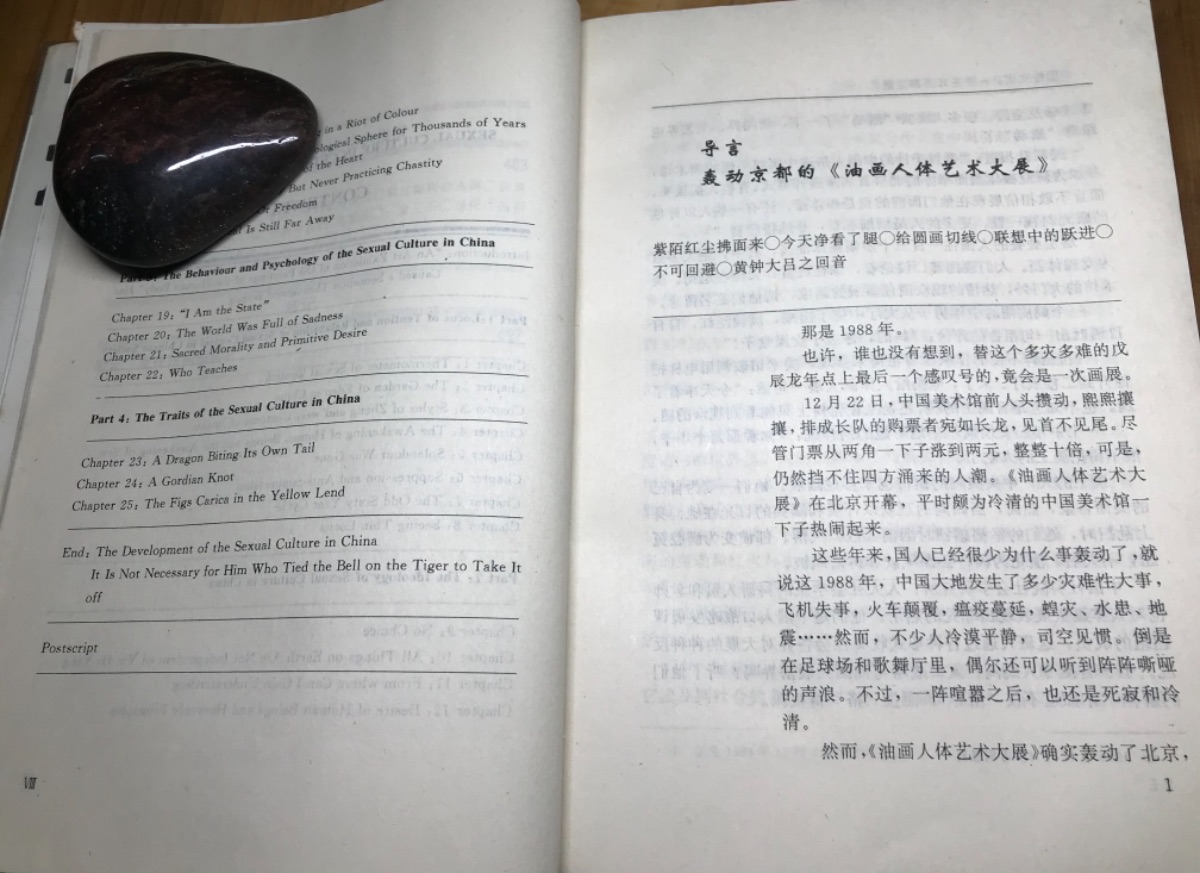 in a Riot of Colour
ological Sphere for Thousands of Years
of the Heart
But Never Practicing Chastity
Freedom
Is Still Far Away
The Behaviour and Psychology of the Sexual Culture in China
Chapter 19: "I Am the State"
Chapter 20: The World Was Full of Sadness
Chapter 21: Sacred Morality and Primitive Desire
Chapter 22: Who Teaches
Part 4: The Traits of the Sexual Culture in China
Chapter 23: A Dragon Biting Its Own Tail
Chapter 24: A Gordian Knot
Chapter 25: The Figs Carica in the Yellow Lend
End: The Development of the Sexual Culture in China
It Is Not Necessary for Him Who Tied the Bell on the Tiger to Take It
off
Postscript
Ⅶ
导言
轰动京都的《油画人体艺术大展》
紫陌红尘拂面来○今天净看了腿○给圆画切线○联想中的跃进○
不可回避○黄钟大吕之回音
那是1988年。
也许，谁也没有想到，替这个多灾多难的戊
辰龙年点上最后一个感叹号的，竟会是一次画展。
12月22日，中国美术馆前人头攒动，熙熙攘
攘，排成长队的购票者宛如长龙，见首不见尾。尽
管门票从两角一下子涨到两元，整整十倍，可是，
仍然挡不住四方涌来的人潮。《油画人体艺术大
展》在北京开幕，平时颇为冷清的中国美术馆一
下子热闹起来。
这些年来，国人已经很少为什么事轰动了，就
说这1988年，中国大地发生了多少灾难性大事，
飞机失事，火车颠覆，瘟疫蔓延，蝗灾、水患、地
震……然而，不少人冷漠平静，司空见惯。倒是
在足球场和歌舞厅里，偶尔还可以听到阵阵嘶哑
的声浪。不过，一阵喧嚣之后，也还是死寂和冷
清。
然而，《油画人体艺术大展》确实轰动了北京，
1